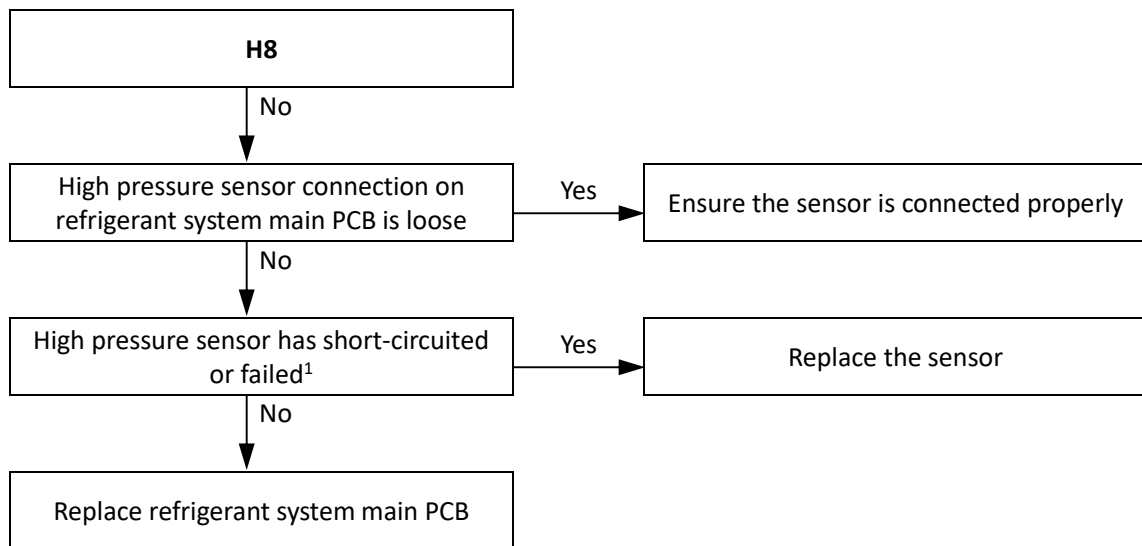 H8
No
High pressure sensor connection on
refrigerant system main PCB is loose
Yes
Ensure the sensor is connected properly
No
High pressure sensor has short-circuited
or failed1
Yes
Replace the sensor
No
Replace refrigerant system main PCB